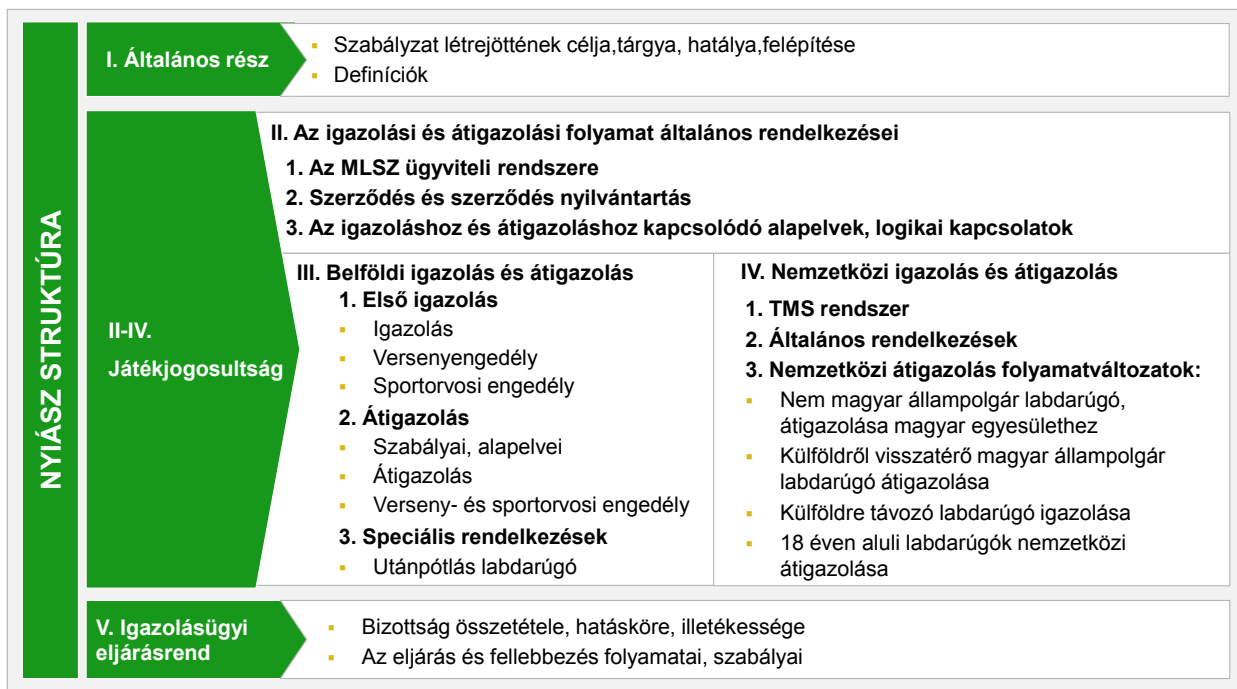 NYIÁSZ STRUKTÚRA
I. Általános rész
Szabályzat létrejöttének célja,tárgya, hatálya,felépítése
Definíciók
II-IV.
Játékjogosultság
II. Az igazolási és átigazolási folyamat általános rendelkezései
1. Az MLSZ ügyviteli rendszere
2. Szerződés és szerződés nyilvántartás
3. Az igazoláshoz és átigazoláshoz kapcsolódó alapelvek, logikai kapcsolatok
III. Belföldi igazolás és átigazolás
1. Első igazolás
Igazolás
Versenyengedély
Sportorvosi engedély
2. Átigazolás
Szabályai, alapelvei
Átigazolás
Verseny- és sportorvosi engedély
3. Speciális rendelkezések
Utánpótlás labdarúgó
IV. Nemzetközi igazolás és átigazolás
1. TMS rendszer
2. Általános rendelkezések
3. Nemzetközi átigazolás folyamatváltozatok:
Nem magyar állampolgár labdarúgó,
átigazolása magyar egyesülethez
Külföldről visszatérő magyar állampolgár
labdarúgó átigazolása
Külföldre távozó labdarúgó igazolása
18 éven aluli labdarúgók nemzetközi
átigazolása
V. Igazolásügyi
eljárásrend
Bizottság összetétele, hatásköre, illetékessége
Az eljárás és fellebbezés folyamatai, szabályai